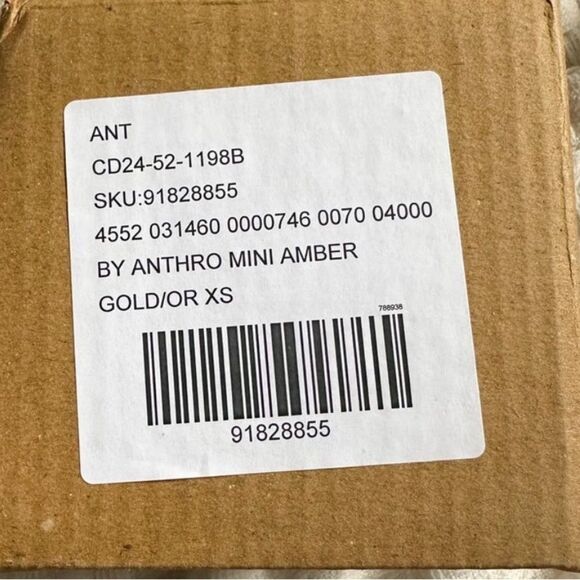 ANT
CD24-52-1198B
SKU:91828855
4552 031460 0000746 0070 04000
BY ANTHRO MINI AMBER
GOLD/OR XS
788938
91828855